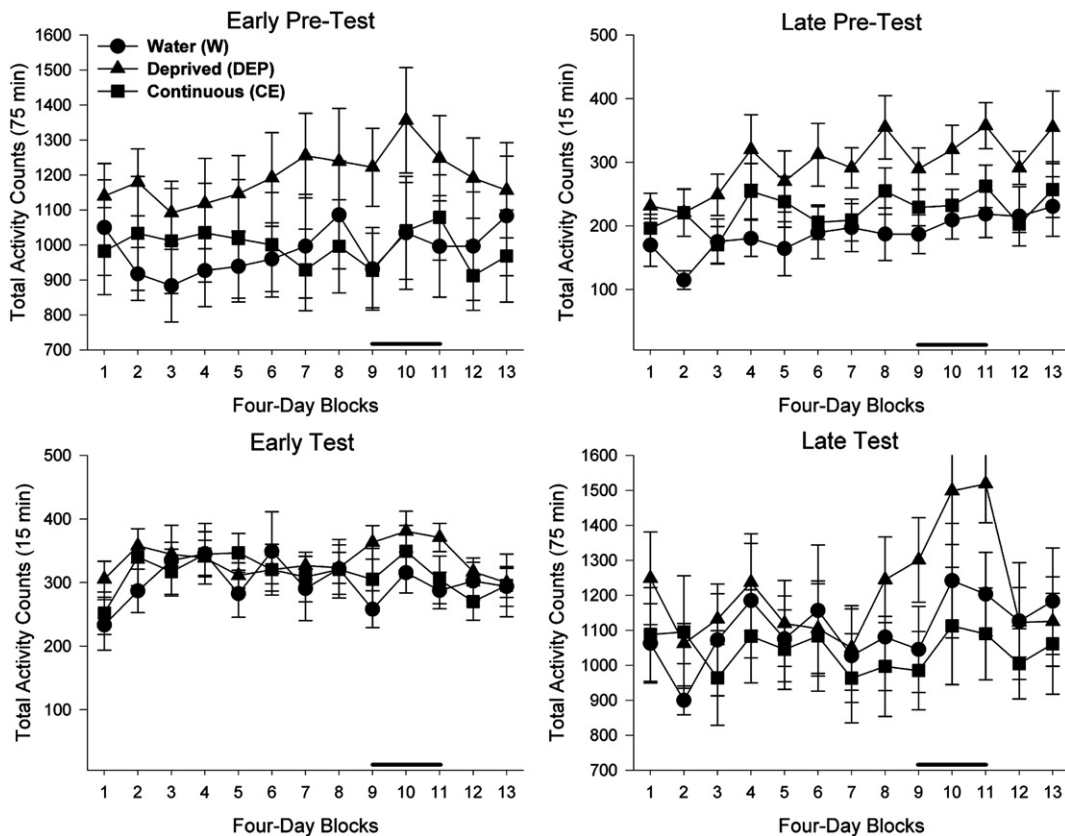 Early Pre-Test
Total Activity Counts (75 min)
1600
1500
1400
1300
1200
1100
1000
900
800
700
Water (W)
Deprived (DEP)
Continuous (CE)
1 2 3 4 5 6 7 8 9 10 11 12 13
Four-Day Blocks
Late Pre-Test
Total Activity Counts (15 min)
500
400
300
200
100
1 2 3 4 5 6 7 8 9 10 11 12 13
Four-Day Blocks
Early Test
Total Activity Counts (15 min)
500
400
300
200
100
1 2 3 4 5 6 7 8 9 10 11 12 13
Four-Day Blocks
Late Test
Total Activity Counts (75 min)
1600
1500
1400
1300
1200
1100
1000
900
800
700
1 2 3 4 5 6 7 8 9 10 11 12 13
Four-Day Blocks